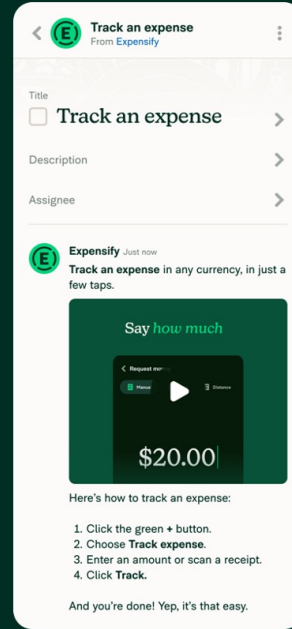 Track an expense
From Expensify
Title
Track an expense
Description
Assignee
Expensify Just now
Track an expense in any currency, in just a
few taps.
Say how much
Request mon
Manua
Distance
$20.00
Here's how to track an expense:
1. Click the green + button.
2. Choose Track expense.
3. Enter an amount or scan a receipt.
4. Click Track.
And you're done! Yep, it's that easy.